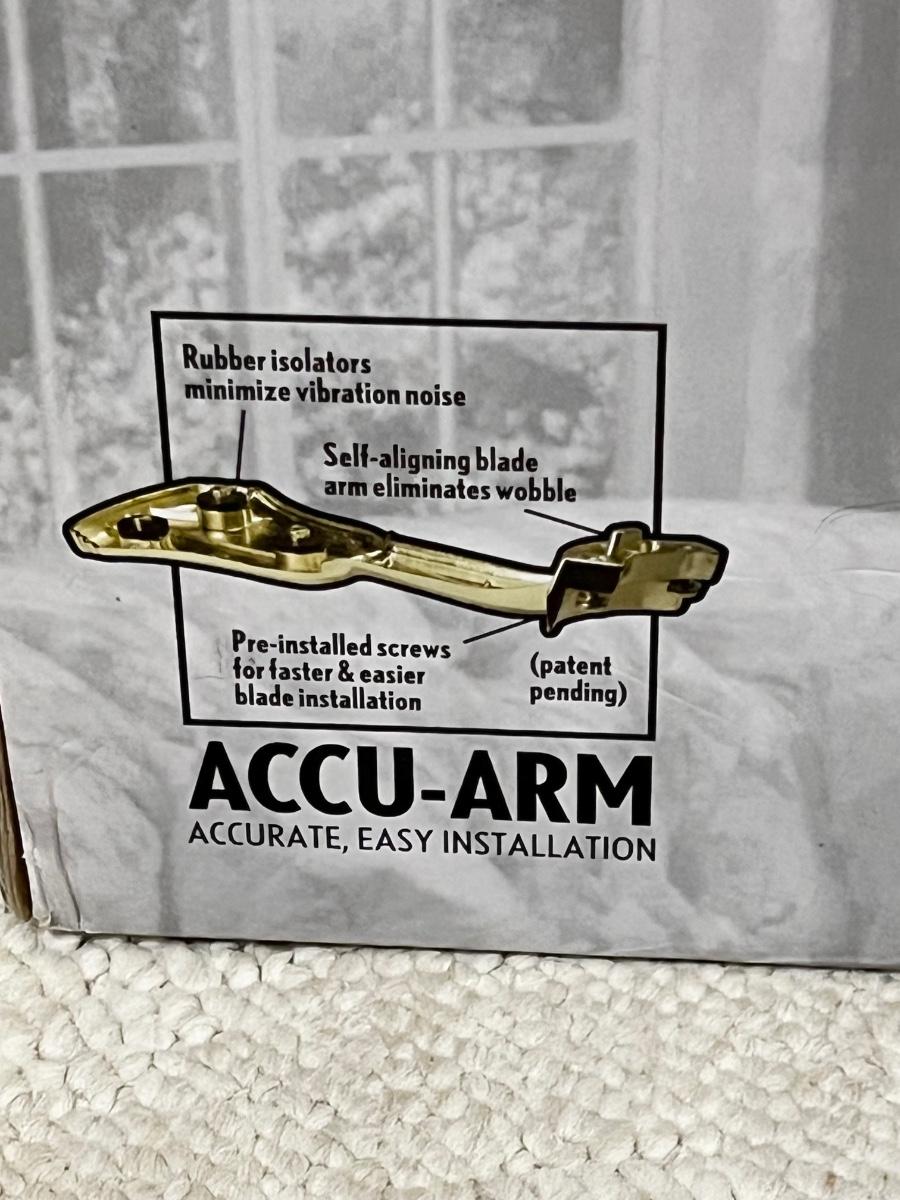 Rubber isolators
minimize vibration noise
Self-aligning blade
arm eliminates wobble
Pre-installed screws
for faster & easier
blade installation
(patent
pending)
ACCU-ARM
ACCURATE, EASY INSTALLATION